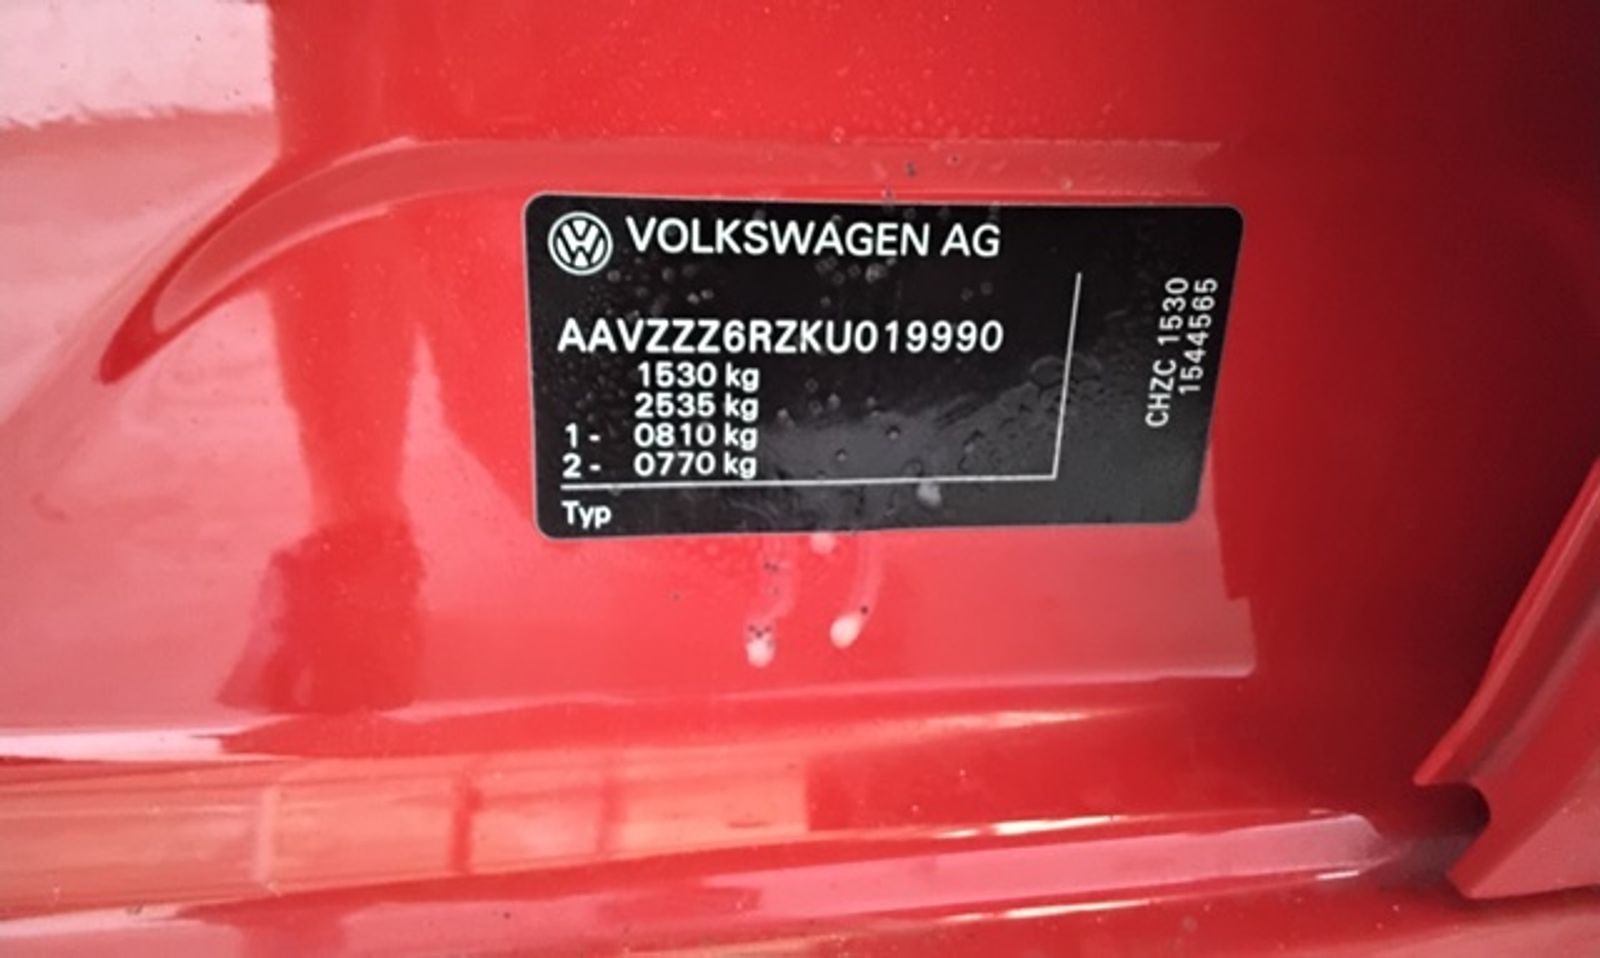 VOLKSWAGEN AG
AAVZZZ6RZKU019990
1530 kg
2535 kg
1- 0810 kg
2- 0770 kg
Typ
CHZC 1530
1544565